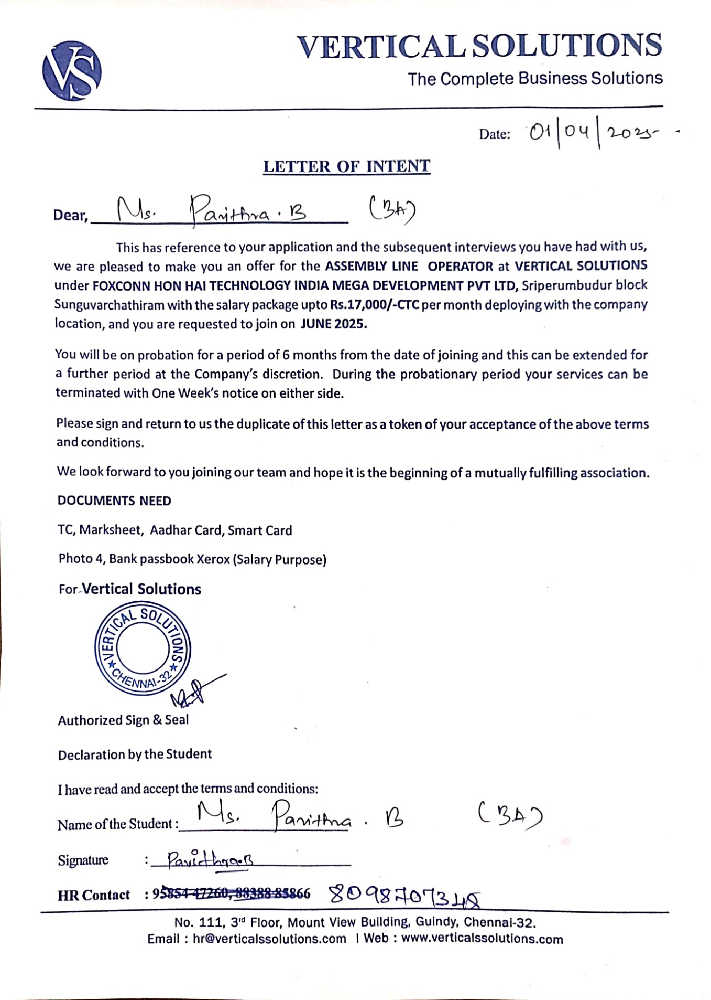 VS
VERTICAL SOLUTIONS
The Complete Business Solutions
Date: 01/04/2025
LETTER OF INTENT
Dear, Ms. Pavithra.B (BA)
This has reference to your application and the subsequent interviews you have had with us,
we are pleased to make you an offer for the ASSEMBLY LINE OPERATOR at VERTICAL SOLUTIONS
under FOXCONN HON HAI TECHNOLOGY INDIA MEGA DEVELOPMENT PVT LTD, Sriperumbudur block
Sunguvarchathiram with the salary package upto Rs.17,000/-CTC per month deploying with the company
location, and you are requested to join on JUNE 2025.
You will be on probation for a period of 6 months from the date of joining and this can be extended for
a further period at the Company's discretion. During the probationary period your services can be
terminated with One Week's notice on either side.
Please sign and return to us the duplicate of this letter as a token of your acceptance of the above terms
and conditions.
We look forward to you joining our team and hope it is the beginning of a mutually fulfilling association.
DOCUMENTS NEED
TC, Marksheet, Aadhar Card, Smart Card
Photo 4, Bank passbook Xerox (Salary Purpose)
For Vertical Solutions
VERTICAL SOLUTIONS
★ CHENNAI-32 ★
Authorized Sign & Seal
Declaration by the Student
I have read and accept the terms and conditions:
Name of the Student : Ms. Pavithra.B (BA)
Signature : Pavithra.B
HR Contact : 95854 47260, 88388 85866 8098707348
No. 111, 3rd Floor, Mount View Building, Guindy, Chennai-32.
Email : hr@verticalssolutions.com | Web : www.verticalssolutions.com